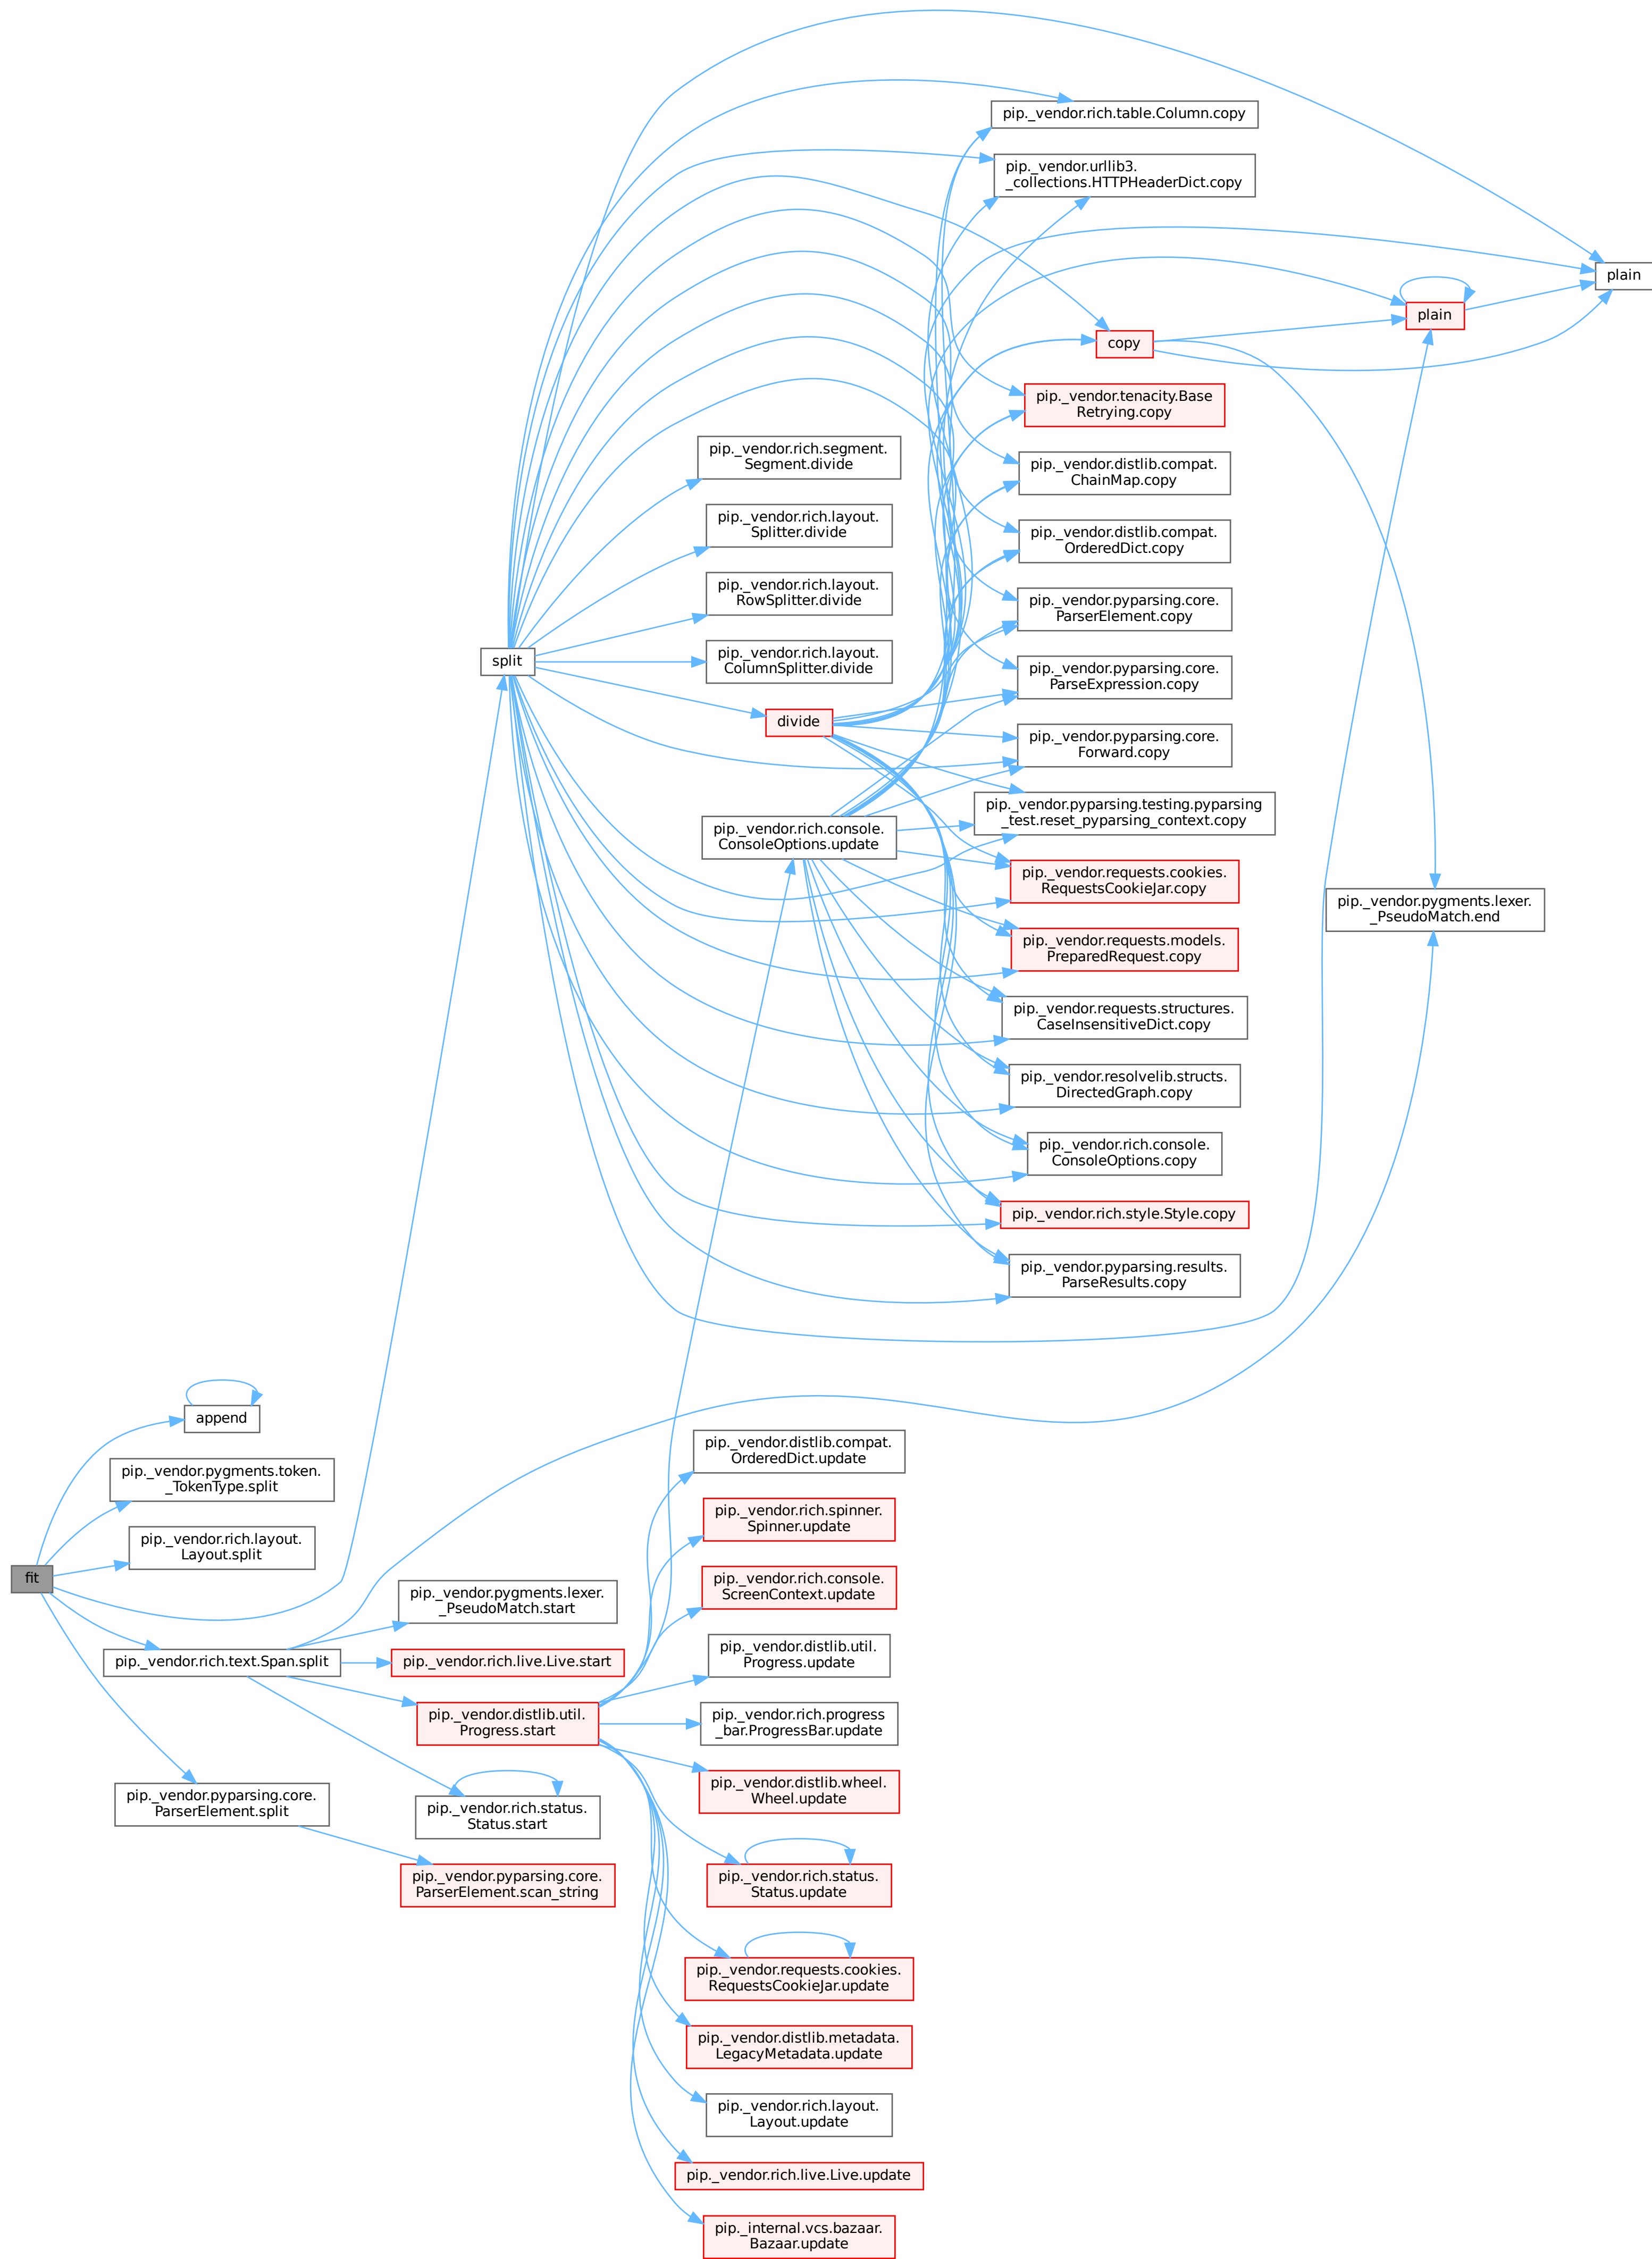 pip._vendor.rich.table.Column.copy
pip._vendor.urllib3.
_collections.HTTPHeaderDict.copy
plain
plain
copy
pip._vendor.tenacity.Base
Retrying.copy
pip._vendor.rich.segment.
Segment.divide
pip._vendor.distlib.compat.
ChainMap.copy
pip._vendor.rich.layout.
Splitter.divide
pip._vendor.distlib.compat.
OrderedDict.copy
pip._vendor.rich.layout.
RowSplitter.divide
pip._vendor.pyparsing.core.
ParserElement.copy
split
pip._vendor.rich.layout.
ColumnSplitter.divide
pip._vendor.pyparsing.core.
ParseExpression.copy
divide
pip._vendor.pyparsing.core.
Forward.copy
pip._vendor.pyparsing.testing.pyparsing
_test.reset_pyparsing_context.copy
pip._vendor.rich.console.
ConsoleOptions.update
pip._vendor.requests.cookies.
RequestsCookieJar.copy
pip._vendor.pygments.lexer.
_PseudoMatch.end
pip._vendor.requests.models.
PreparedRequest.copy
pip._vendor.requests.structures.
CaseInsensitiveDict.copy
pip._vendor.resolvelib.structs.
DirectedGraph.copy
pip._vendor.rich.console.
ConsoleOptions.copy
pip._vendor.rich.style.Style.copy
pip._vendor.pyparsing.results.
ParseResults.copy
append
pip._vendor.distlib.compat.
OrderedDict.update
pip._vendor.pygments.token.
_TokenType.split
pip._vendor.rich.spinner.
Spinner.update
pip._vendor.rich.layout.
Layout.split
fit
pip._vendor.rich.console.
ScreenContext.update
pip._vendor.pygments.lexer.
_PseudoMatch.start
pip._vendor.rich.text.Span.split
pip._vendor.rich.live.Live.start
pip._vendor.distlib.util.
Progress.update
pip._vendor.distlib.util.
Progress.start
pip._vendor.rich.progress
_bar.ProgressBar.update
pip._vendor.distlib.wheel.
Wheel.update
pip._vendor.pyparsing.core.
ParserElement.split
pip._vendor.rich.status.
Status.start
pip._vendor.pyparsing.core.
ParserElement.scan_string
pip._vendor.rich.status.
Status.update
pip._vendor.requests.cookies.
RequestsCookieJar.update
pip._vendor.distlib.metadata.
LegacyMetadata.update
pip._vendor.rich.layout.
Layout.update
pip._vendor.rich.live.Live.update
pip._internal.vcs.bazaar.
Bazaar.update